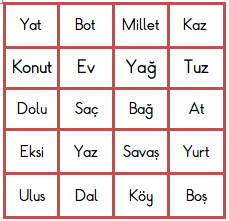 Yat Bot Millet Kaz
Konut Ev Yağ Tuz
Dolu Saç Bağ At
Eksi Yaz Savaş Yurt
Ulus Dal Köy Boş